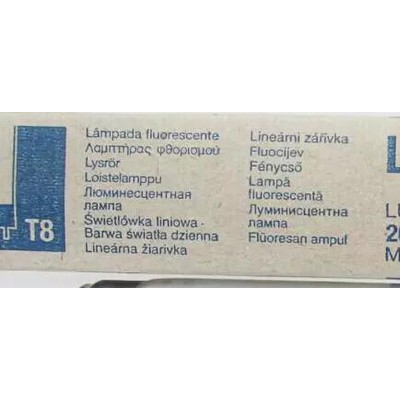 T8
Lámpada fluorescente
Λαμπτήρας φθορισμού
Lysrör
Loistelamppu
Люминесцентная
лампа
Świetlówka liniowa -
Barwa światła dzienna
Lineárna žiarivka
Lineární zářivka
Fluocijev
Fénycső
Lampă
fluorescentă
Луминисцентна
лампа
Flüoresan ampul
L
LU
20
M